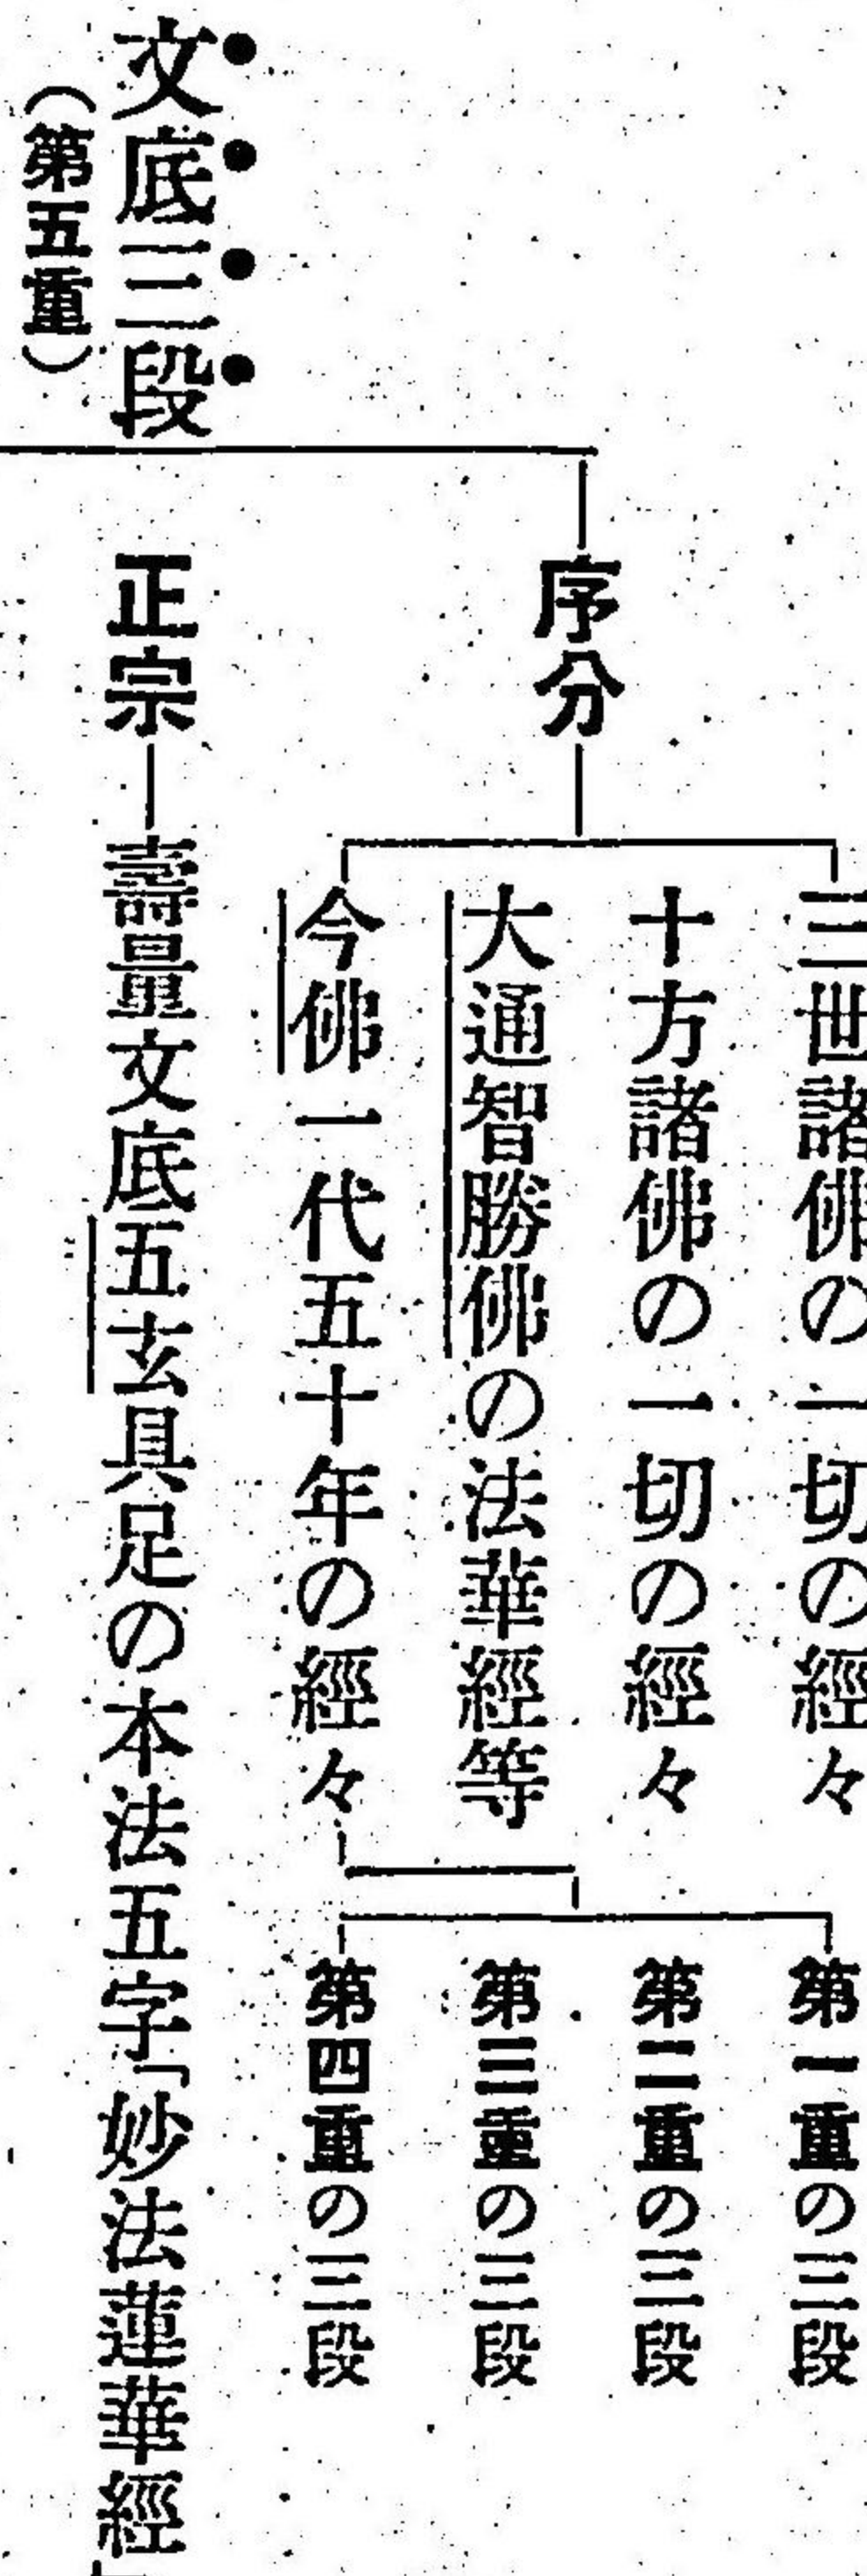 文底三段
（第五重）
序分
三世諸佛の一切の經々
十方諸佛の一切の經々
大通智勝佛の法華經等
今佛一代五十年の經々
第一重の三段
第二重の三段
第三重の三段
第四重の三段
正宗―壽量文底五玄具足の本法五字「妙法蓮華經」